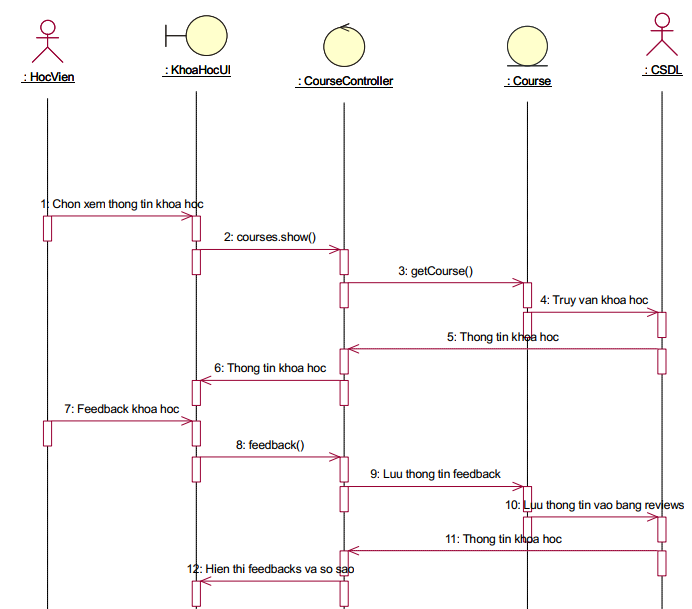 : HocVien
: KhoaHocUI
: CourseController
: Course
: CSDL
1: Chon xem thong tin khoa hoc
2: courses.show()
3: getCourse()
4: Truy van khoa hoc
5: Thong tin khoa hoc
6: Thong tin khoa hoc
7: Feedback khoa hoc
8: feedback()
9: Luu thong tin feedback
10: Luu thong tin vao bang reviews
11: Thong tin khoa hoc
12: Hien thi feedbacks va so sao